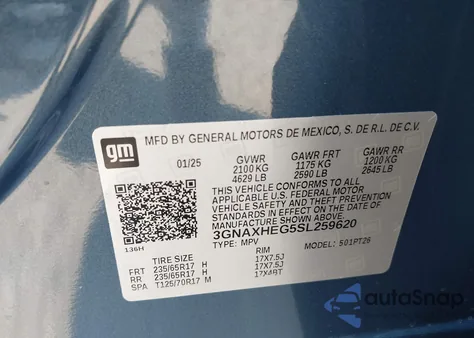 gm
MFD BY GENERAL MOTORS DE MEXICO, S. DE R.L. DE C.V.
01/25 GVWR GAWR FRT GAWR RR
2100 KG 1175 KG 1200 KG
4629 LB 2590 LB 2645 LB
THIS VEHICLE CONFORMS TO ALL
APPLICABLE U.S. FEDERAL MOTOR
VEHICLE SAFETY AND THEFT PREVENTION
STANDARDS IN EFFECT ON THE DATE OF
MANUFACTURE SHOWN ABOVE.
3GNAXHEG5SL259620
136H TYPE: MPV MODEL: 501PT26
TIRE SIZE RIM
FRT 235/65R17 H 17X7.5J
RR 235/65R17 H 17X7.5J
SPA T125/70R17 M 17X4BT
autoSnap